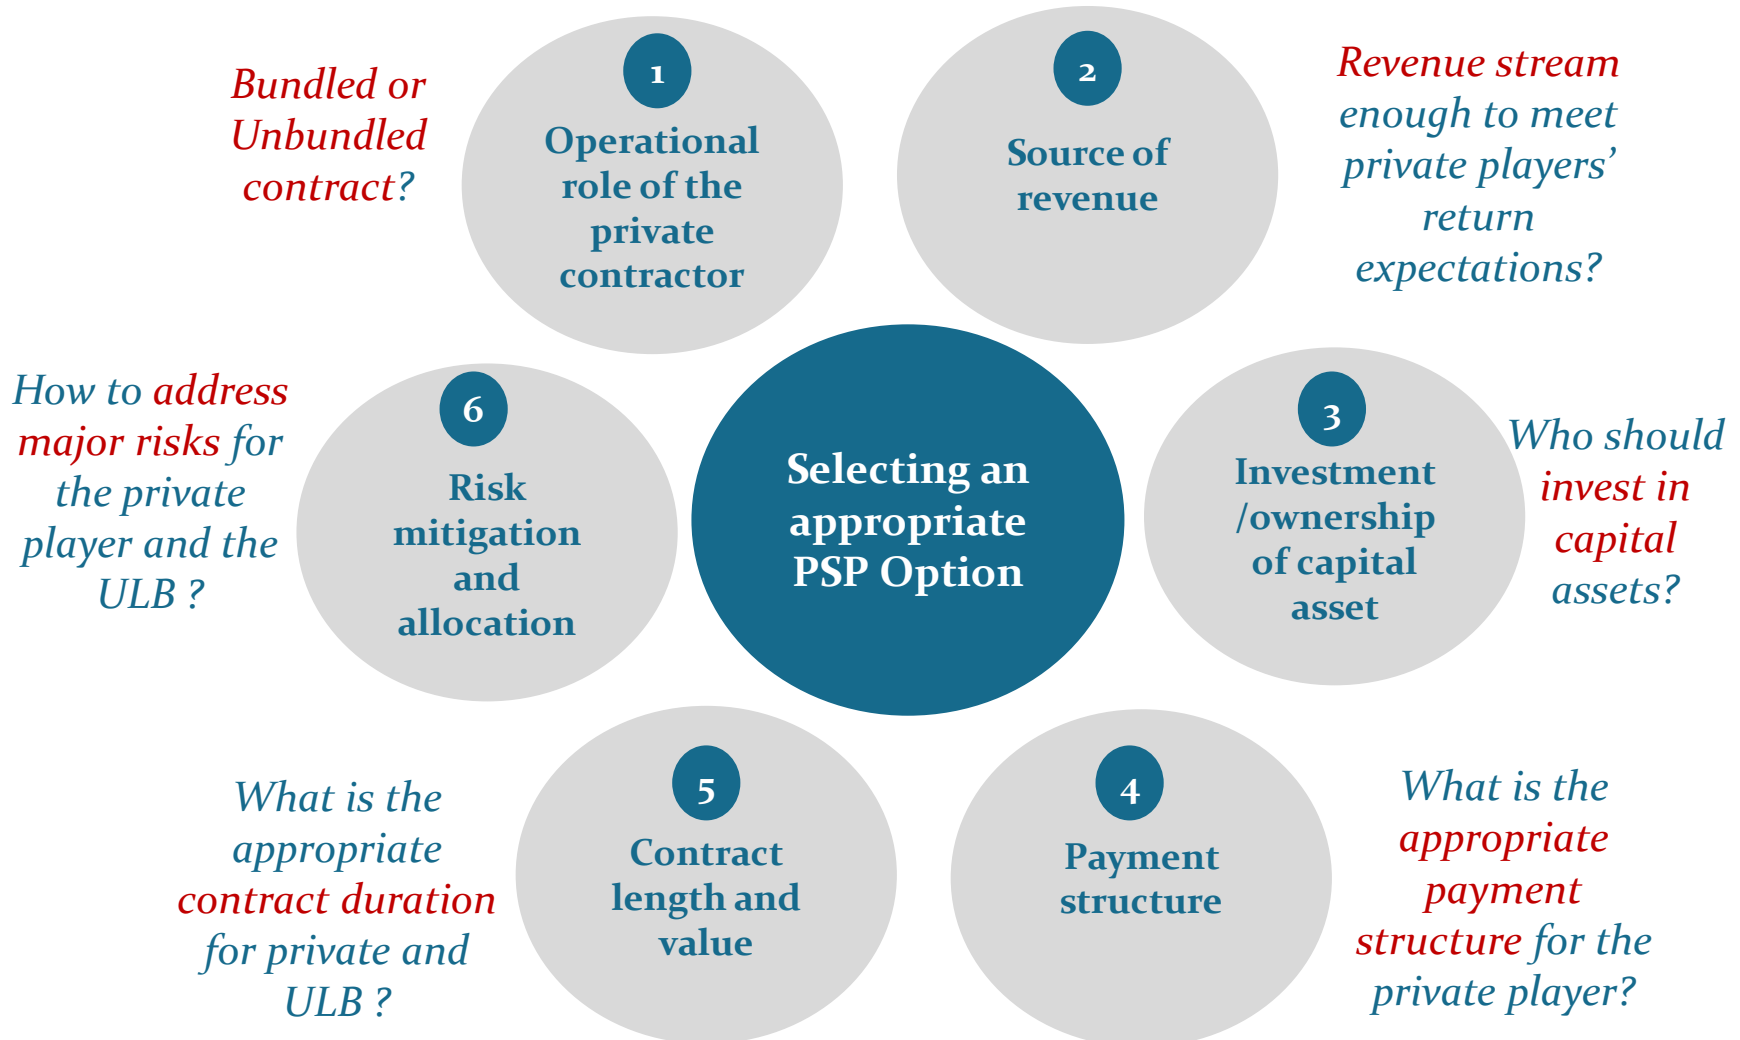 Bundled or
Unbundled
contract?
1
Operational
role of the
private
contractor
2
Source of
revenue
Revenue stream
enough to meet
private players’
return
expectations?
How to address
major risks for
the private
player and the
ULB ?
6
Risk
mitigation
and
allocation
Selecting an
appropriate
PSP Option
3
Investment
/ownership
of capital
asset
Who should
invest in
capital
assets?
What is the
appropriate
contract duration
for private and
ULB ?
5
Contract
length and
value
4
Payment
structure
What is the
appropriate
payment
structure for the
private player?